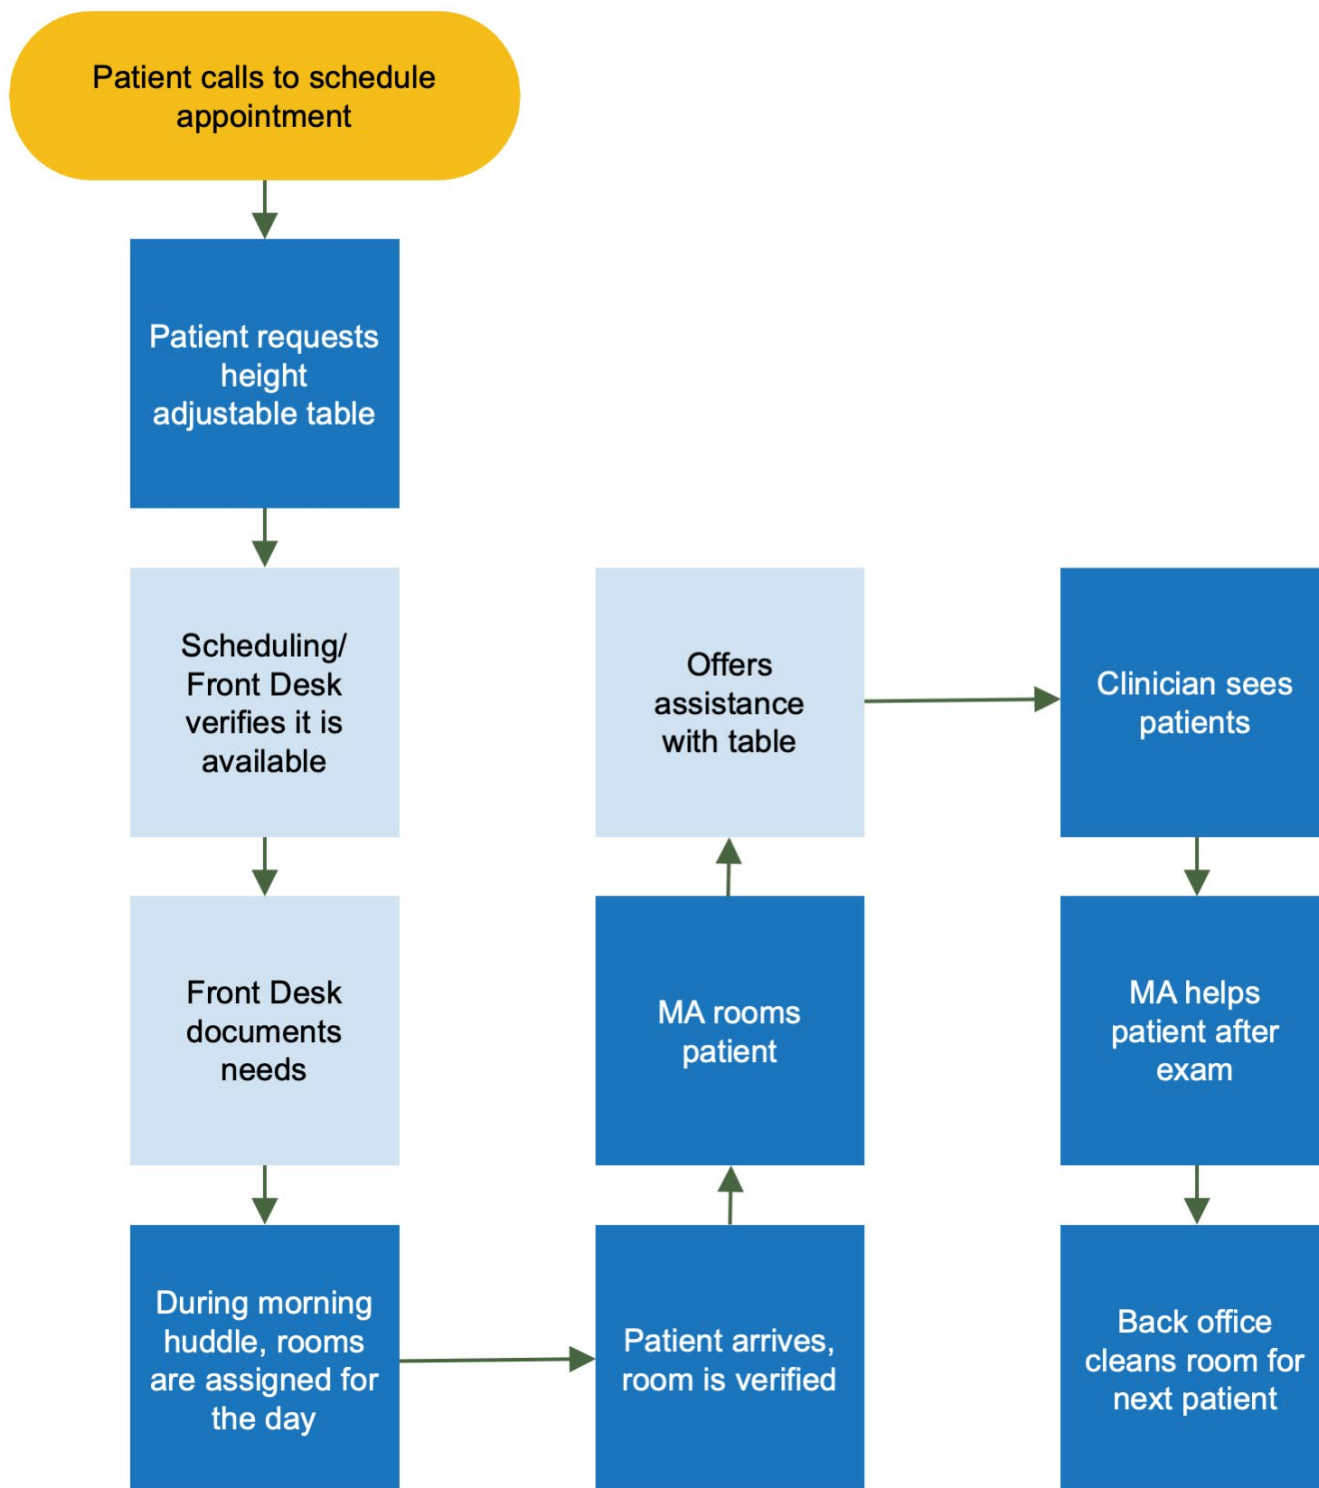 Patient calls to schedule
appointment
Patient requests
height
adjustable table
Scheduling/
Front Desk
verifies it is
available
Front Desk
documents
needs
During morning
huddle, rooms
are assigned for
the day
Patient arrives,
room is verified
MA rooms
patient
Offers
assistance
with table
Clinician sees
patients
MA helps
patient after
exam
Back office
cleans room for
next patient